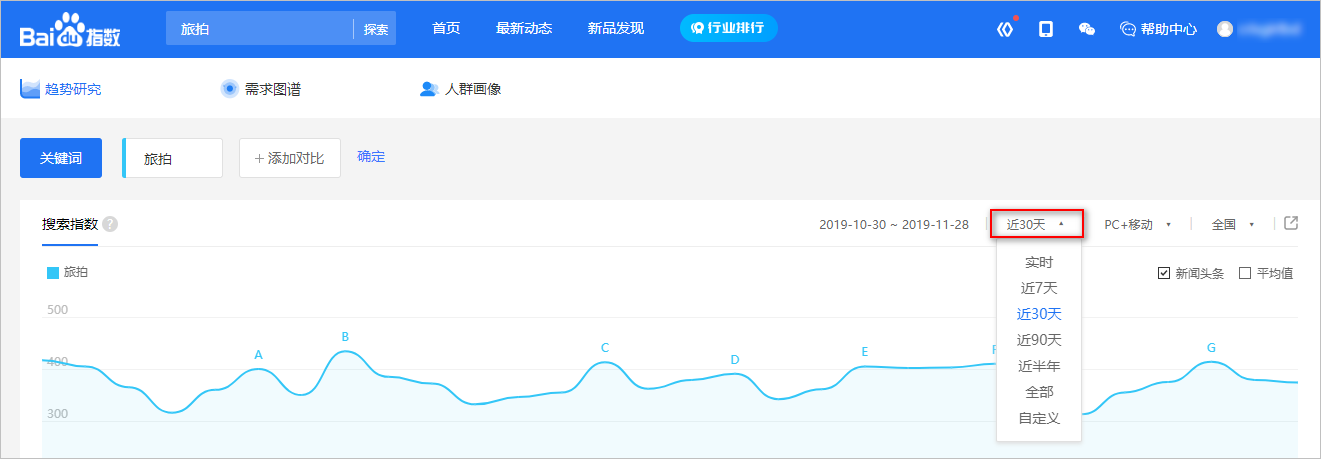 Bai du 指数 旅拍 探索 首页 最新动态 新品发现 行业排行 帮助中心
趋势研究 需求图谱 人群画像
关键词 旅拍 + 添加对比 确定
搜索指数 ? 2019-10-30 ~ 2019-11-28 近30天 PC+移动 全国
实时
旅拍 新闻头条 平均值
近7天
近30天
近90天
近半年
全部
自定义
500
400
300
A B C D E F G